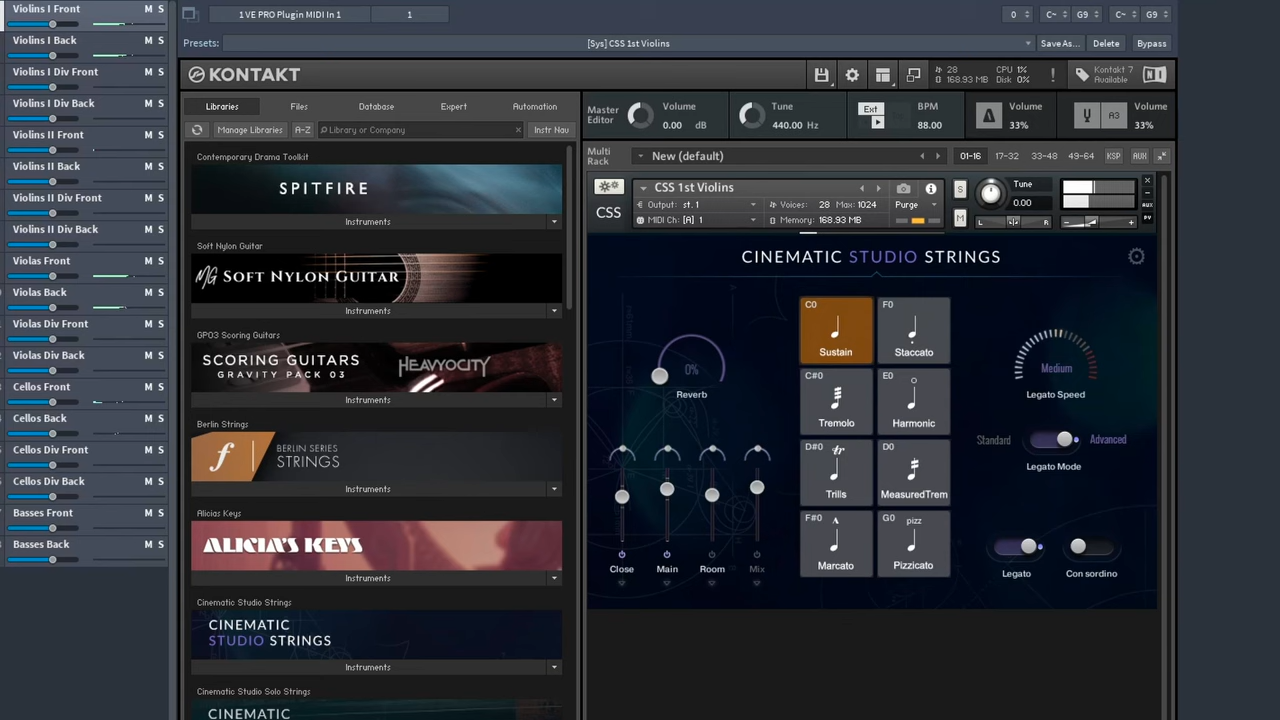 Violins I Front M S
Violins I Back M S
Violins I Div Front M S
Violins I Div Back M S
Violins II Front M S
Violins II Back M S
Violins II Div Front M S
Violins II Div Back M S
Violas Front M S
Violas Back M S
Violas Div Front M S
Violas Div Back M S
Cellos Front M S
Cellos Back M S
Cellos Div Front M S
Cellos Div Back M S
Basses Front M S
Basses Back M S
1 VE PRO Plugin MIDI In 1 1 0 C~ G9 C~ G9
Presets: [Sys] CSS 1st Violins Save As... Delete Bypass
KONTAKT 28 168.93 MB CPU 1% Disk 0% ! Kontakt 7 Available
Libraries Files Database Expert Automation
Manage Libraries A-Z Library or Company × Instr Nav
Contemporary Drama Toolkit
SPITFIRE
Instruments
Soft Nylon Guitar
MG SOFT NYLON GUITAR
Instruments
GP03 Scoring Guitars
SCORING GUITARS
GRAVITY PACK 03
HEAVYOCITY
Instruments
Berlin Strings
f BERLIN SERIES
STRINGS
Instruments
Alicias Keys
ALICIA'S KEYS
Instruments
Cinematic Studio Strings
CINEMATIC
STUDIO STRINGS
Instruments
Cinematic Studio Solo Strings
CINEMATIC
Master Editor Volume 0.00 dB Tune 440.00 Hz Ext BPM 88.00 Volume 33% A3 Volume 33%
Multi Rack New (default) 01-16 17-32 33-48 49-64 KSP AUX
CSS
CSS 1st Violins
Output: st. 1 Voices: 28 Max: 1024 Purge
MIDI Ch: [A] 1 Memory: 168.93 MB
S M Tune 0.00 L R - + AUX PV
CINEMATIC STUDIO STRINGS
0%
Reverb
Close Main Room Mix
C0 Sustain
F0 Staccato
C#0 Tremolo
E0 Harmonic
D#0 tr Trills
D0 MeasuredTrem
F#0 Marcato
G0 pizz Pizzicato
Medium
Legato Speed
Standard Advanced
Legato Mode
Legato Con sordino